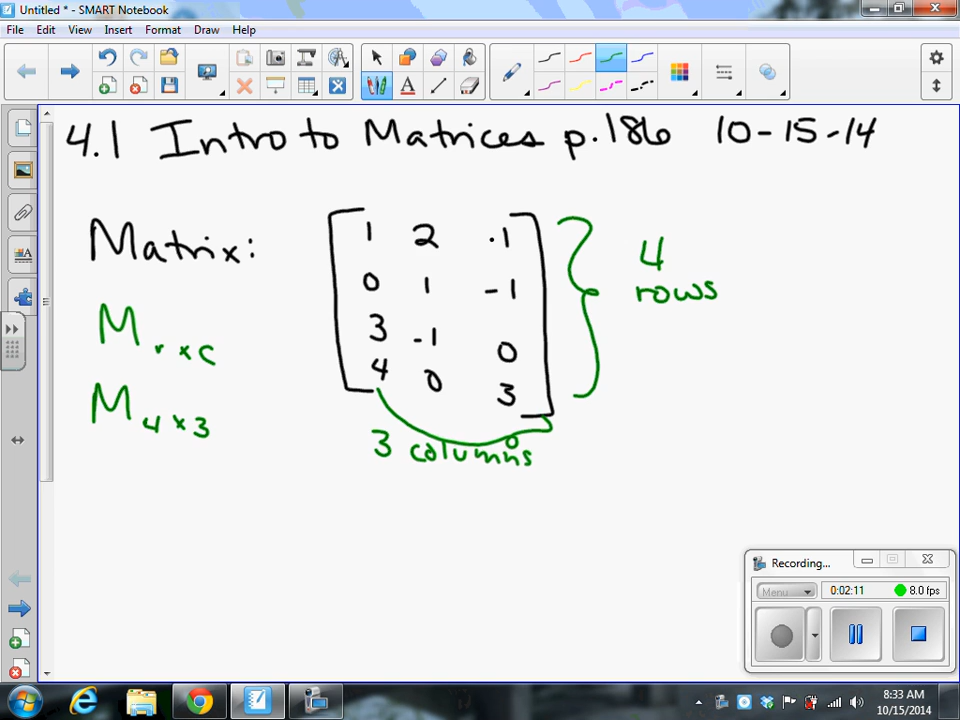 Untitled * - SMART Notebook
File Edit View Insert Format Draw Help
4.1 Intro to Matrices p.186 10-15-14
Matrix:
1 2 -1
0 1 -1
3 -1 0
4 0 3
4
rows
M r x c
M 4 x 3
3 columns
Recording...
Menu 0:02:11 8.0 fps
8:33 AM
10/15/2014